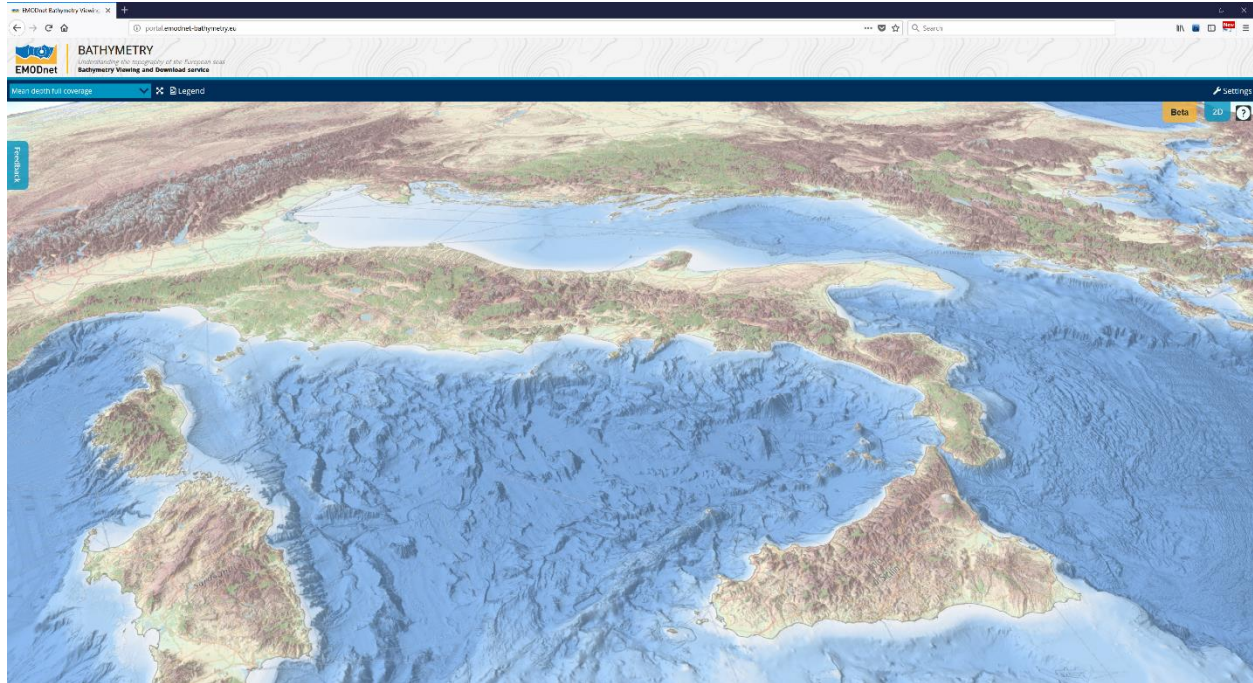 EMODnet Bathymetry Viewing
portal.emodnet-bathymetry.eu
Search
New
EMODnet
BATHYMETRY
Understanding the topography of the European seas
Bathymetry Viewing and Download service
Mean depth full coverage
Legend
Settings
Beta
2D
?
Feedback